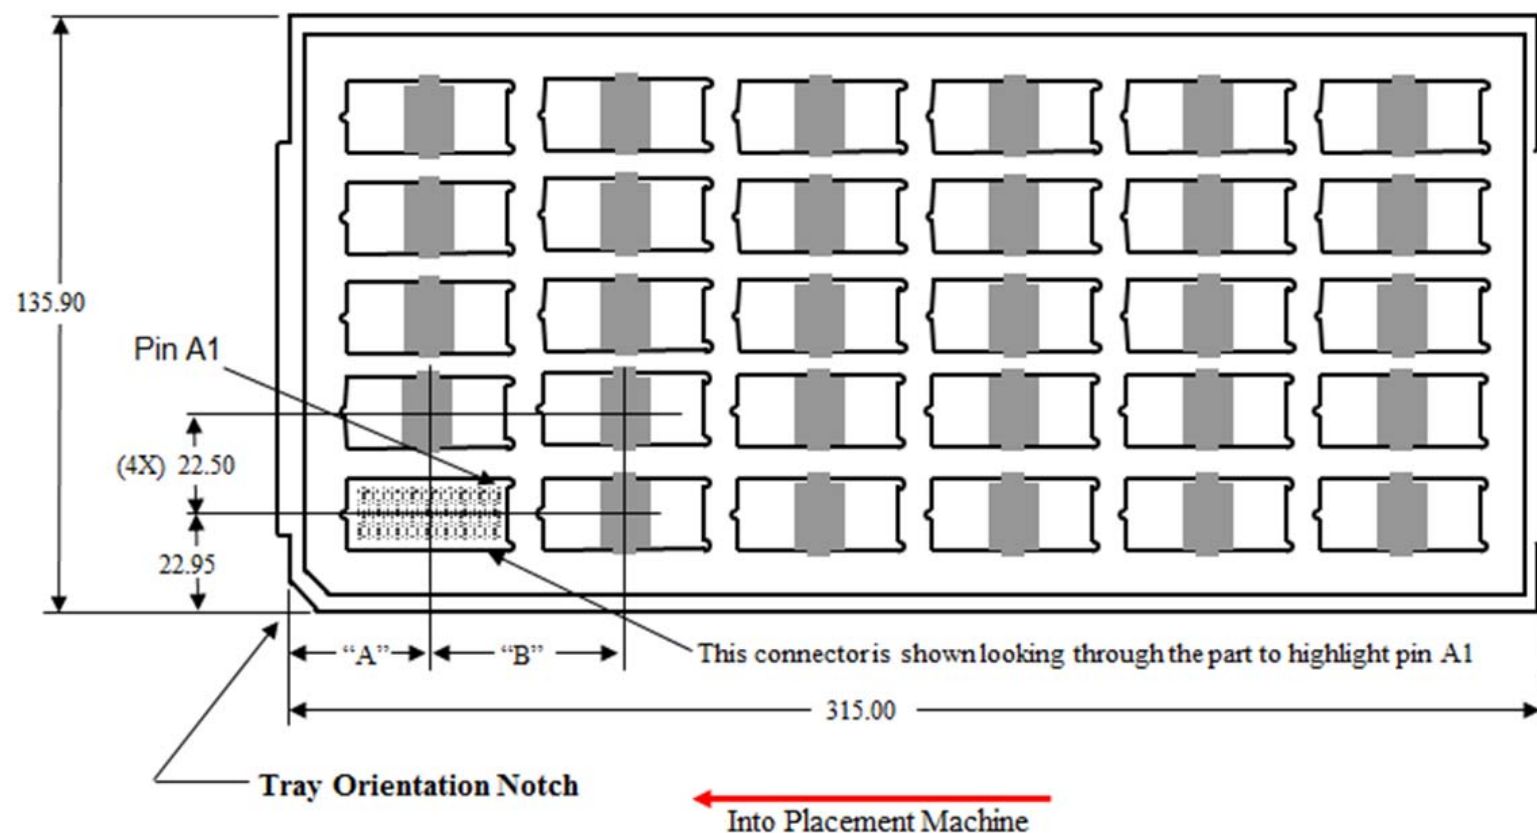 135.90
Pin A1
(4X) 22.50
22.95
“A”
“B”
This connector is shown looking through the part to highlight pin A1
315.00
Tray Orientation Notch
Into Placement Machine